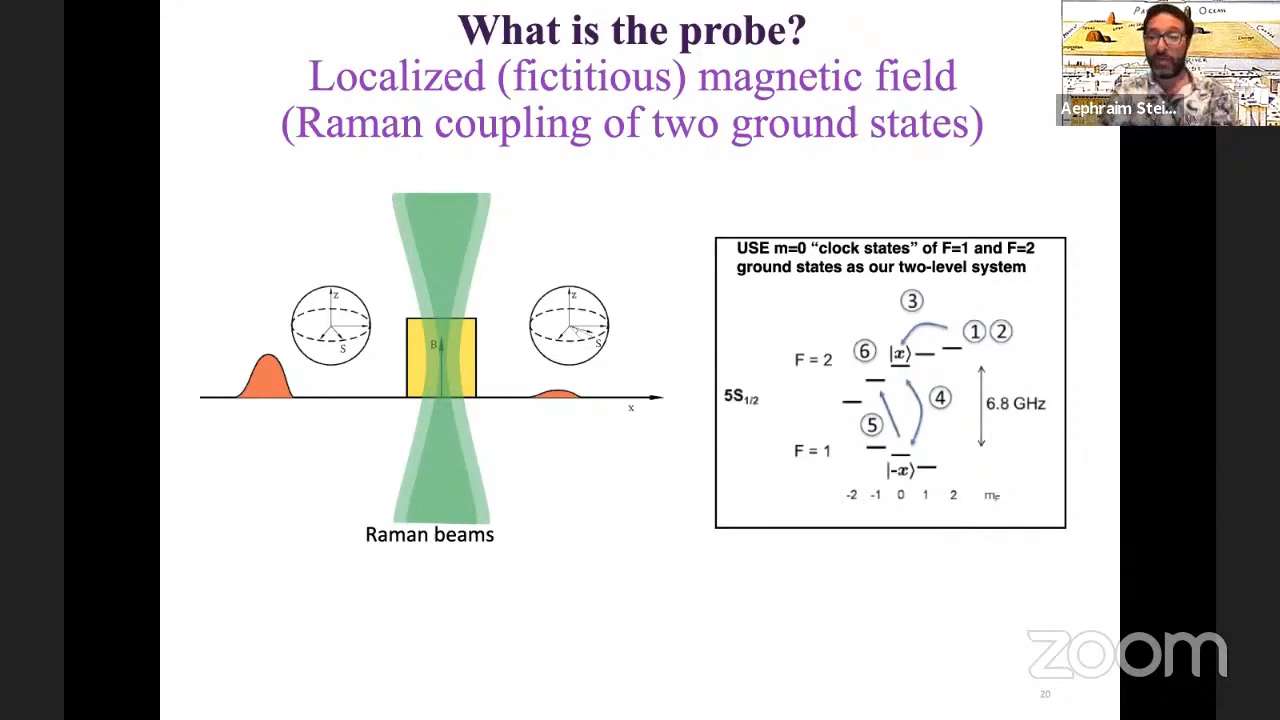 What is the probe?
Localized (fictitious) magnetic field
(Raman coupling of two ground states)
Aephraim Stei...
USE m=0 “clock states” of F=1 and F=2
ground states as our two-level system
z
S
B
z
S
x
Raman beams
③
① ②
⑥
|x⟩
F = 2
5S1/2
④
6.8 GHz
⑤
F = 1
|-x⟩
-2 -1 0 1 2 mF
zoom
20